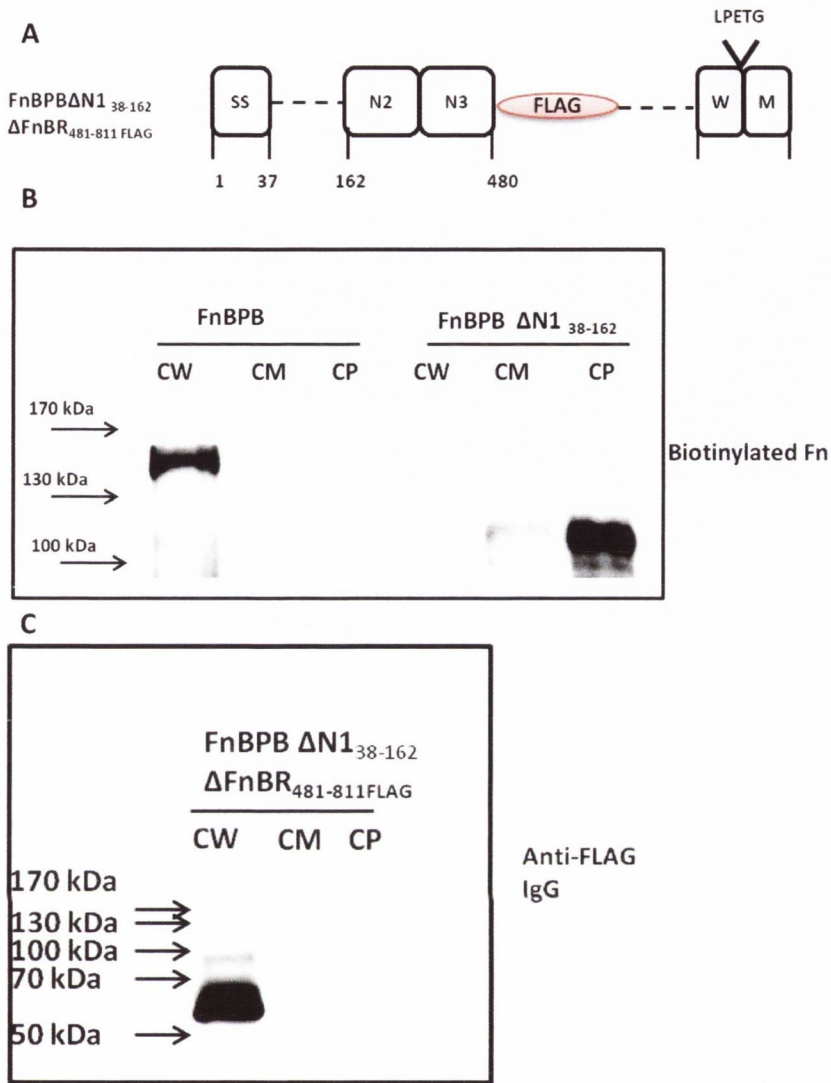 A
LPETG
FnBPBΔN1 38-162
ΔFnBR481-811 FLAG
SS
N2
N3
FLAG
W
M
1
37
162
480
B
FnBPB
FnBPB ΔN1 38-162
CW CM CP
CW CM CP
170 kDa
130 kDa
100 kDa
Biotinylated Fn
C
FnBPB ΔN138-162
ΔFnBR481-811FLAG
CW CM CP
170 kDa
130 kDa
100 kDa
70 kDa
50 kDa
Anti-FLAG
IgG